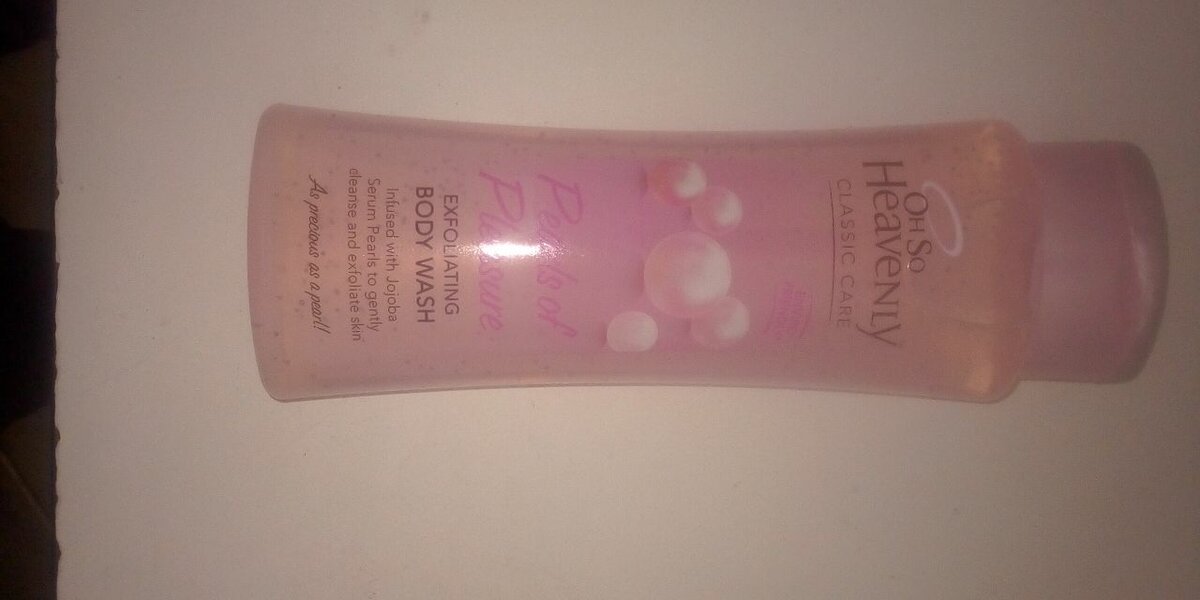 OH SO
HEAVENLY
CLASSIC CARE
Pearls of
Pleasure
EXFOLIATING
BODY WASH
Infused with Jojoba
Serum Pearls to gently
cleanse and exfoliate skin
As precious as a pearl!